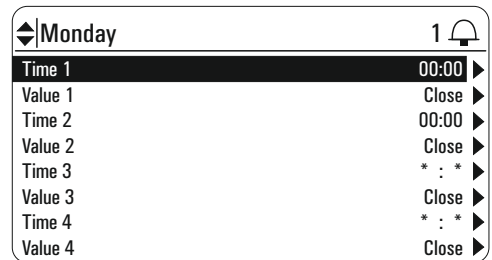 Monday 1
Time 1 00:00
Value 1 Close
Time 2 00:00
Value 2 Close
Time 3 * : *
Value 3 Close
Time 4 * : *
Value 4 Close